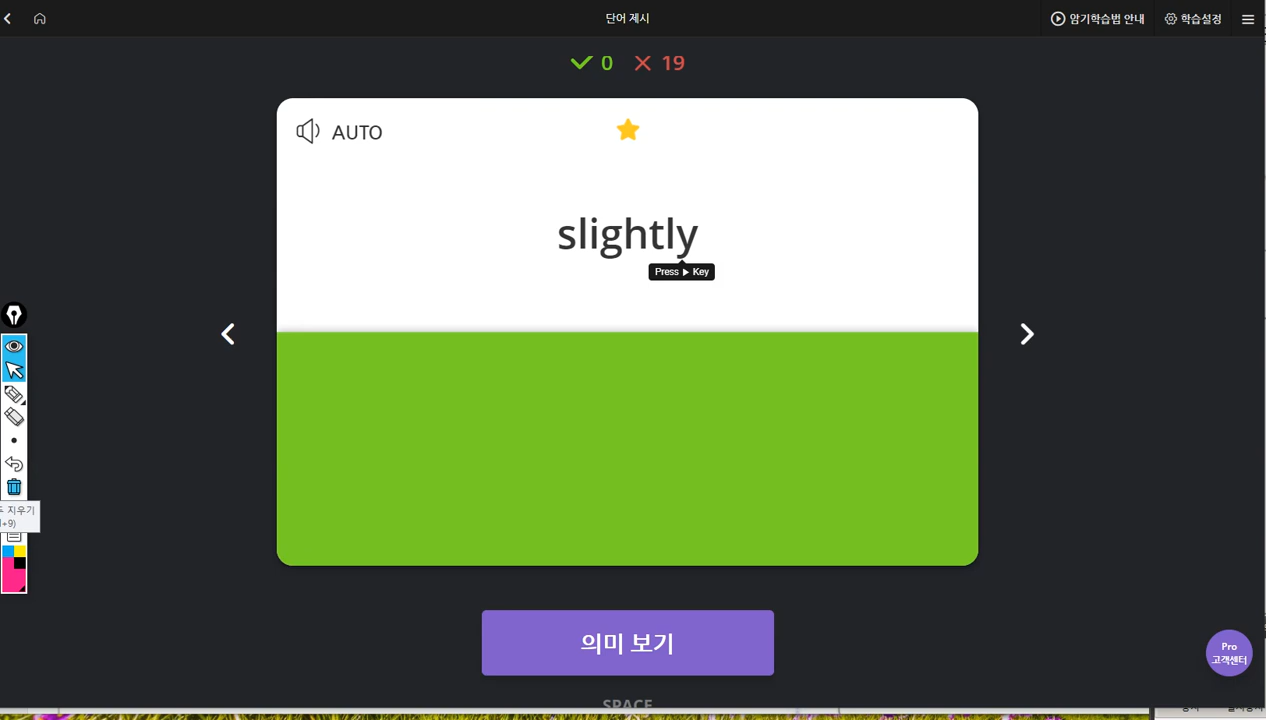 단어 제시
암기학습법 안내
학습설정
0
19
AUTO
slightly
Press ▶ Key
지우기
+9)
의미 보기
SPACE
Pro
고객센터